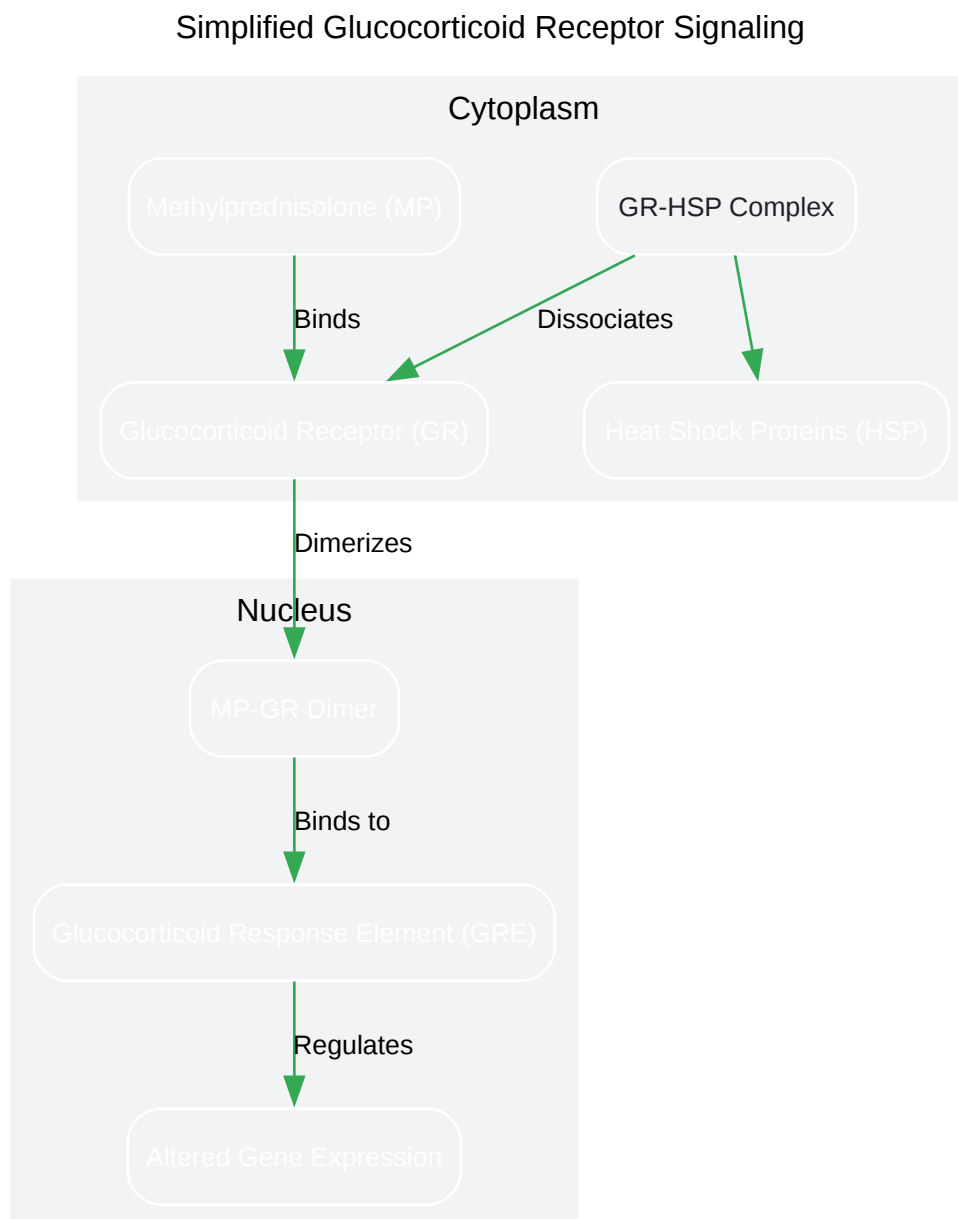 Simplified Glucocorticoid Receptor Signaling
Cytoplasm
Methylprednisolone (MP)
GR-HSP Complex
Binds
Dissociates
Glucocorticoid Receptor (GR)
Heat Shock Proteins (HSP)
Dimerizes
Nucleus
MP-GR Dimer
Binds to
Glucocorticoid Response Element (GRE)
Regulates
Altered Gene Expression